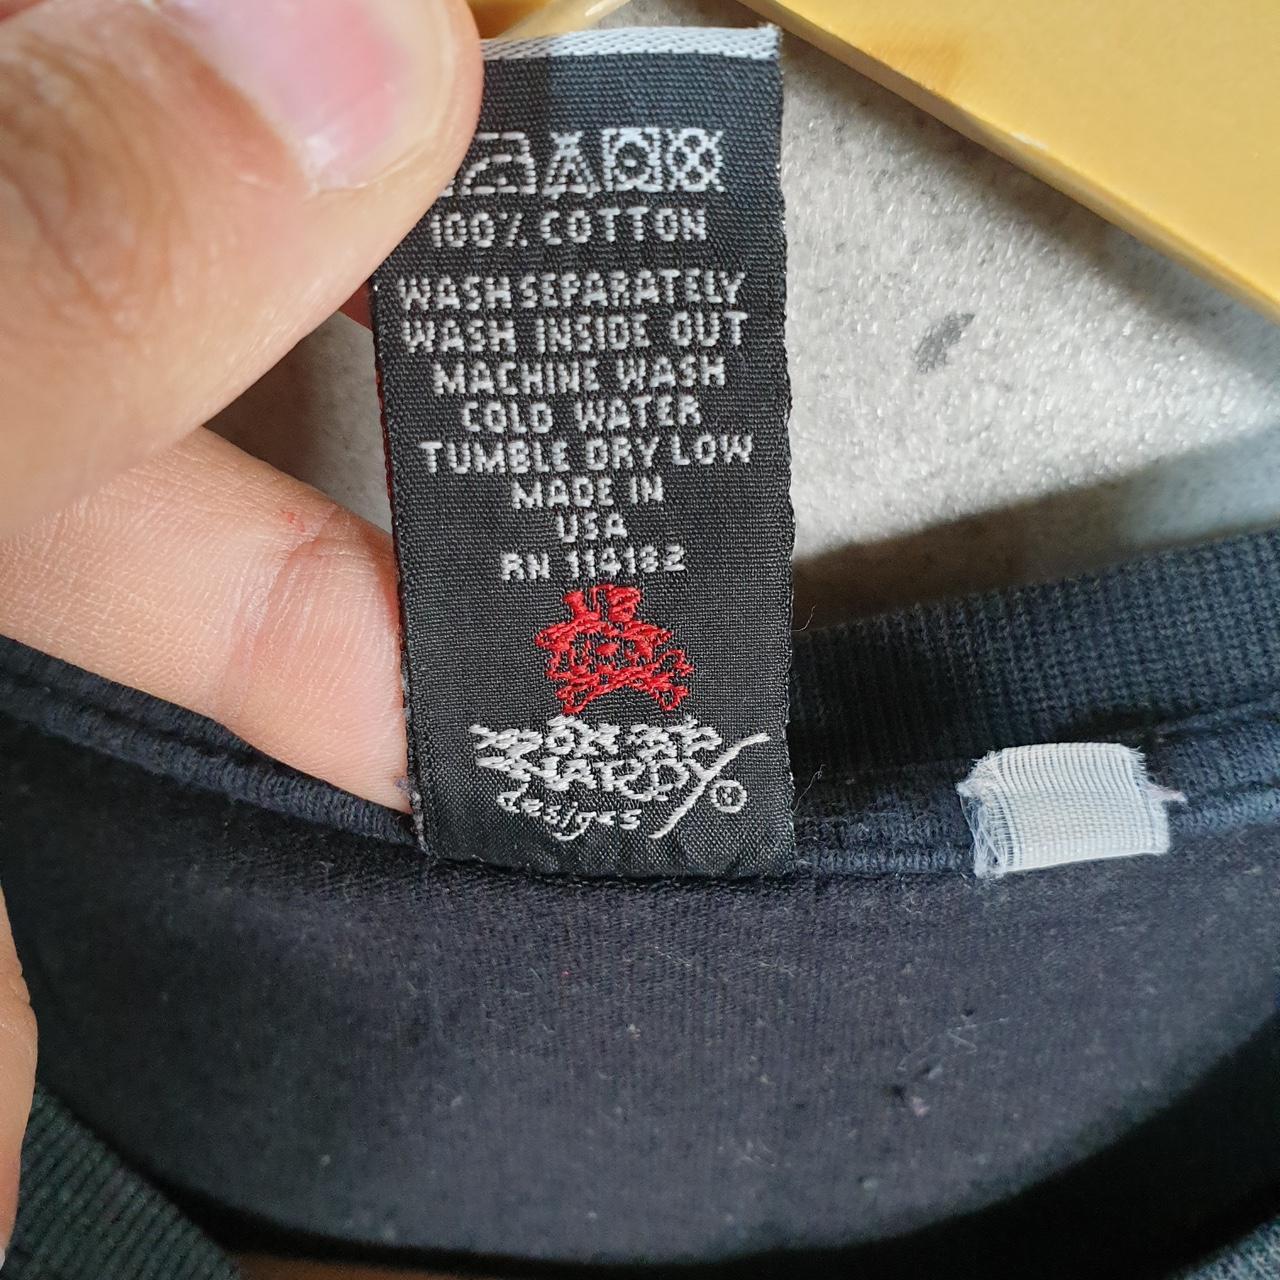 100% COTTON
WASH SEPARATELY
WASH INSIDE OUT
MACHINE WASH
COLD WATER
TUMBLE DRY LOW
MADE IN
USA
RN 114182
HARDY
designs